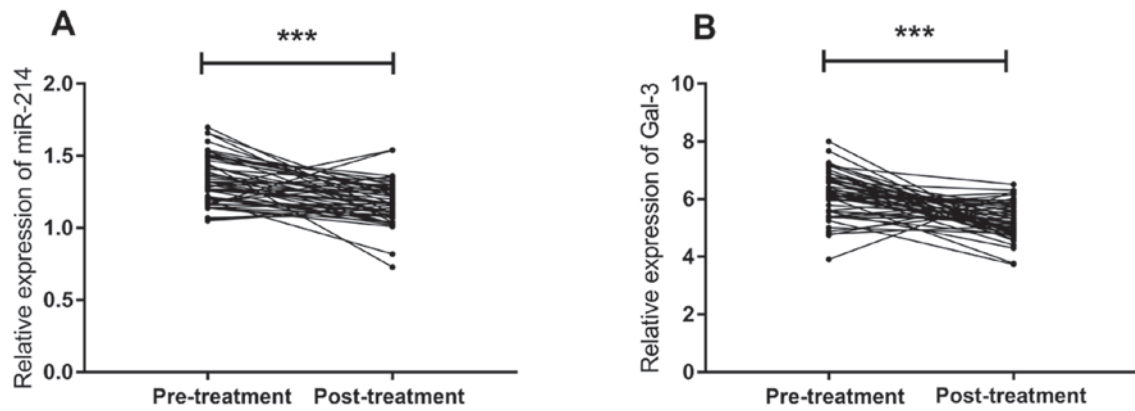 A
***
Relative expression of miR-214
2.0
1.5
1.0
0.5
0.0
Pre-treatment Post-treatment
B
***
Relative expression of Gal-3
10
8
6
4
2
0
Pre-treatment Post-treatment